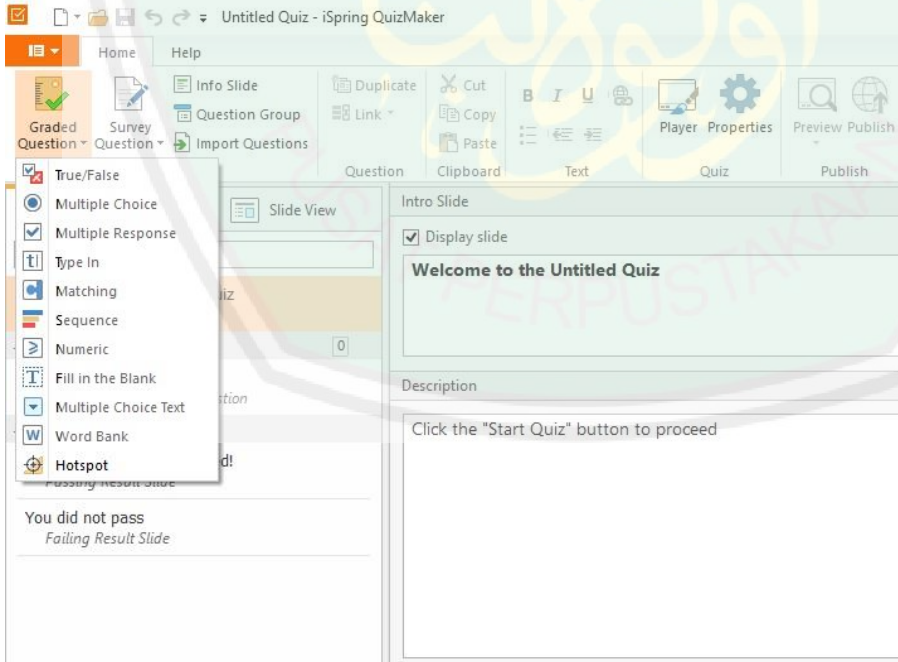 Untitled Quiz - iSpring QuizMaker
Home Help
Graded Question
Survey Question
Info Slide
Question Group
Import Questions
Duplicate
Link
Question
Cut
Copy
Paste
Clipboard
B I U
Text
Player Properties
Quiz
Preview Publish
Publish
True/False
Multiple Choice
Multiple Response
Type In
Matching
Sequence
Numeric
Fill in the Blank
Multiple Choice Text
Word Bank
Hotspot
Slide View
0
Passing Result Slide
You did not pass
Failing Result Slide
Intro Slide
Display slide
Welcome to the Untitled Quiz
Description
Click the "Start Quiz" button to proceed
PERPUSTAKAAN